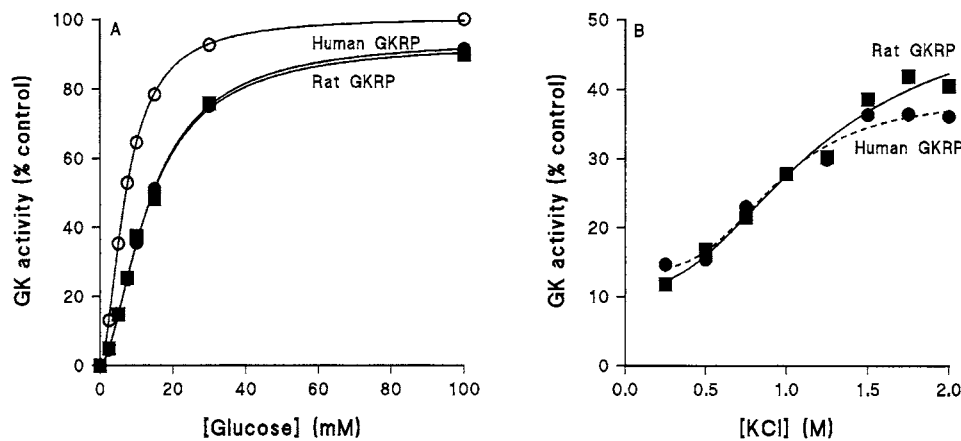 A
GK activity (% control)
100
80
60
40
20
0
Human GKRP
Rat GKRP
0 20 40 60 80 100
[Glucose] (mM)
B
GK activity (% control)
50
40
30
20
10
0
Rat GKRP
Human GKRP
0.0 0.5 1.0 1.5 2.0
[KCl] (M)